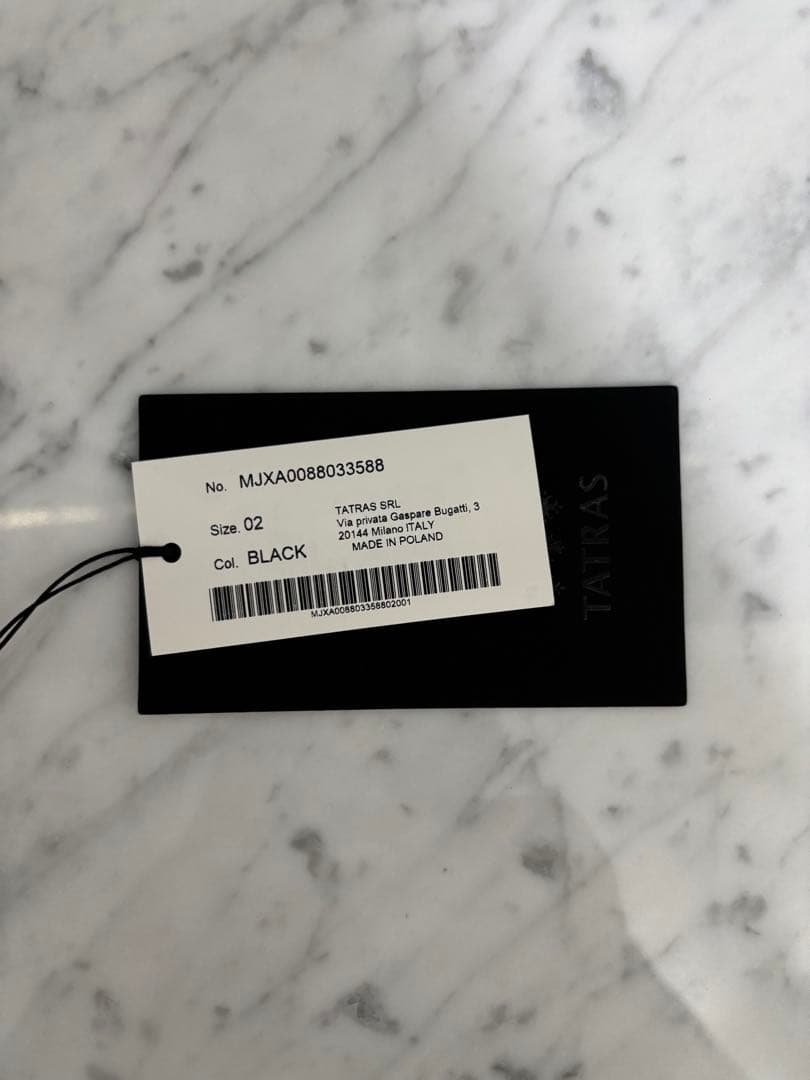 No. MJXA0088033588
Size. 02
Col. BLACK
TATRAS SRL
Via privata Gaspare Bugatti, 3
20144 Milano ITALY
MADE IN POLAND
MJXA008803358802001
TATRAS